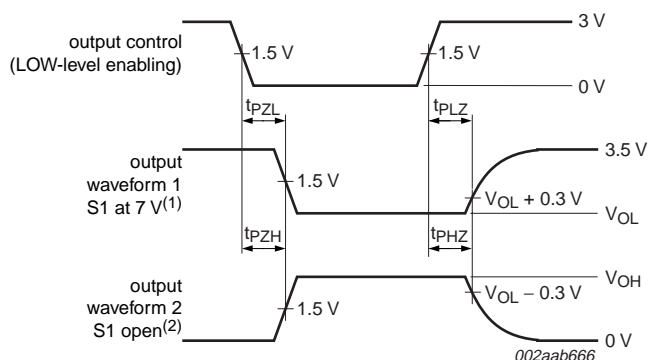 output control
(LOW-level enabling)
1.5 V
1.5 V
3 V
0 V
tPZL
tPLZ
output
waveform 1
S1 at 7 V(1)
1.5 V
3.5 V
VOL + 0.3 V
VOL
tPZH
tPHZ
output
waveform 2
S1 open(2)
1.5 V
VOH
VOL − 0.3 V
0 V
002aab666